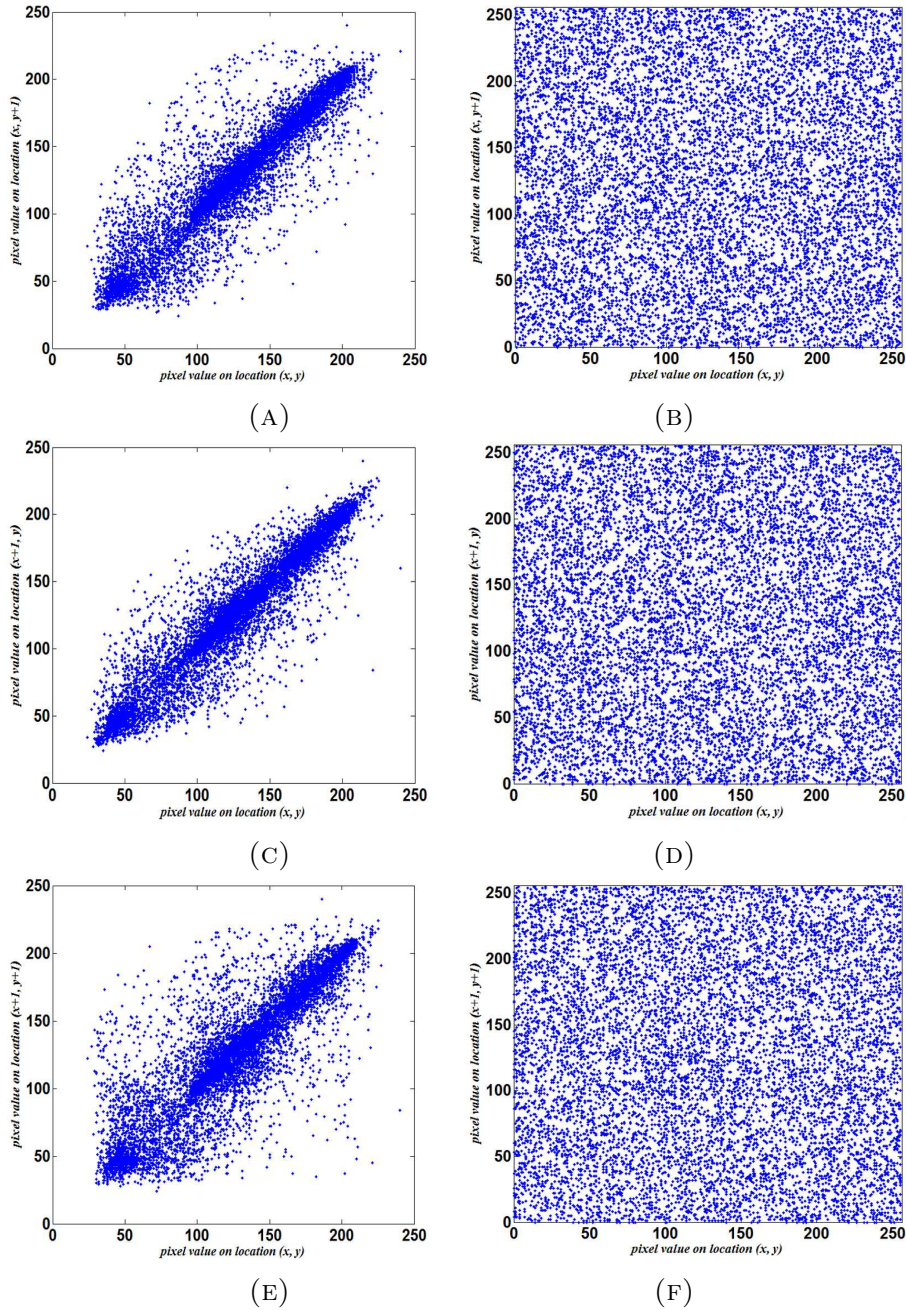 250
200
150
100
50
0
pixel value on location (x, y+1)
0 50 100 150 200 250
pixel value on location (x, y)
(A)
250
200
150
100
50
0
pixel value on location (x, y+1)
0 50 100 150 200 250
pixel value on location (x, y)
(B)
250
200
150
100
50
0
pixel value on location (x+1, y)
0 50 100 150 200 250
pixel value on location (x, y)
(C)
250
200
150
100
50
0
pixel value on location (x+1, y)
0 50 100 150 200 250
pixel value on location (x, y)
(D)
250
200
150
100
50
0
pixel value on location (x+1, y+1)
0 50 100 150 200 250
pixel value on location (x, y)
(E)
250
200
150
100
50
0
pixel value on location (x+1, y+1)
0 50 100 150 200 250
pixel value on location (x, y)
(F)